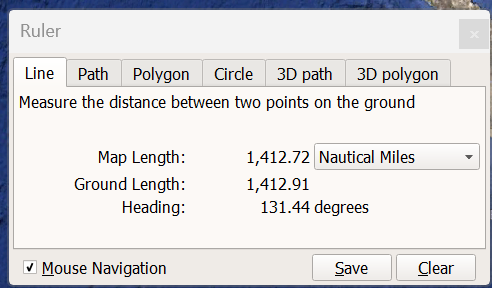 Ruler
Line Path Polygon Circle 3D path 3D polygon
Measure the distance between two points on the ground
Map Length: 1,412.72 Nautical Miles
Ground Length: 1,412.91
Heading: 131.44 degrees
Mouse Navigation Save Clear